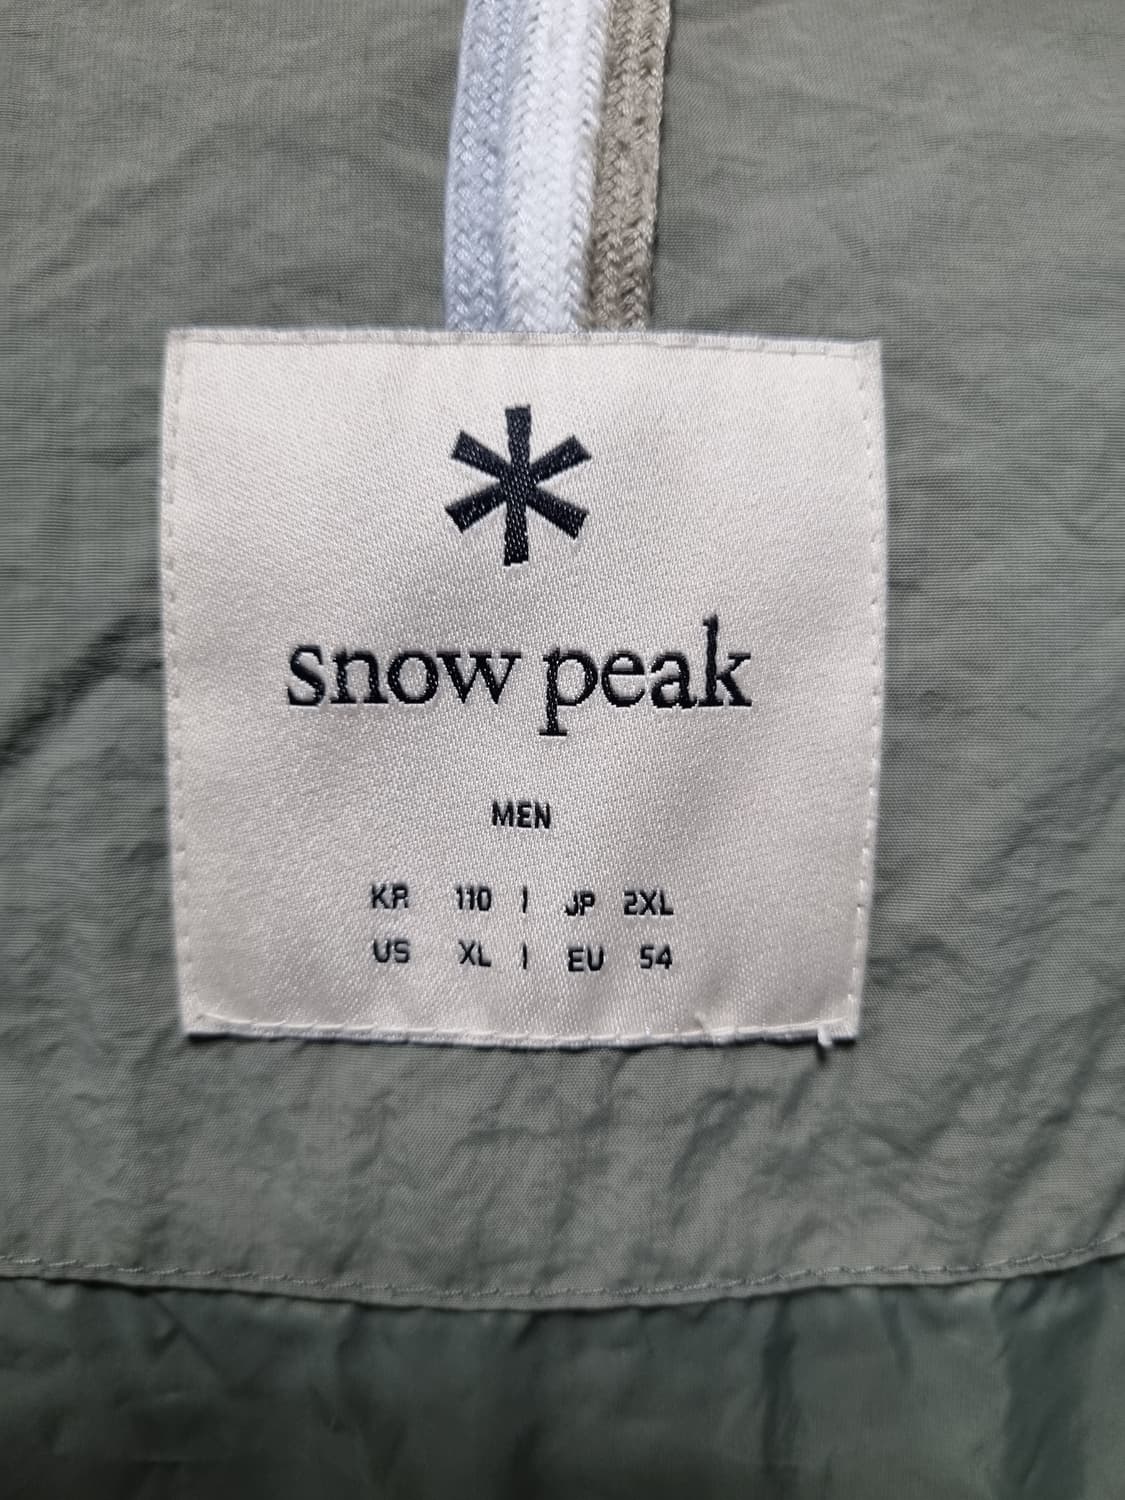 snow peak
MEN
KR 110 | JP 2XL
US XL | EU 54